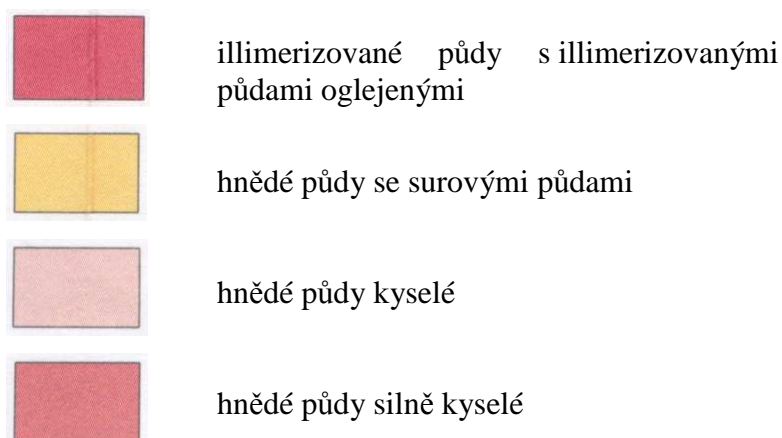 illimerizované půdy s illimerizovanými
půdami oglejenými
hnědé půdy se surovými půdami
hnědé půdy kyselé
hnědé půdy silně kyselé